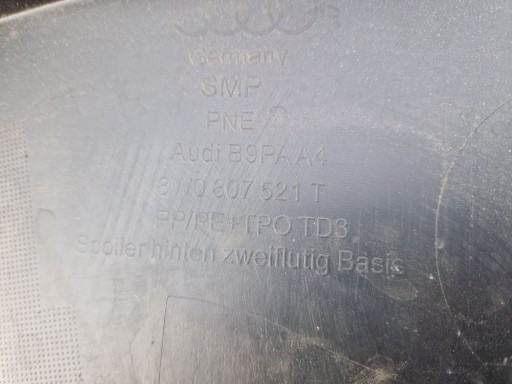 Germany
SMP
PNE
Audi B9PA A4
8W0 807 521 T
PP/PE+TPO TD3
Spoiler hinten zweiflutig Basis